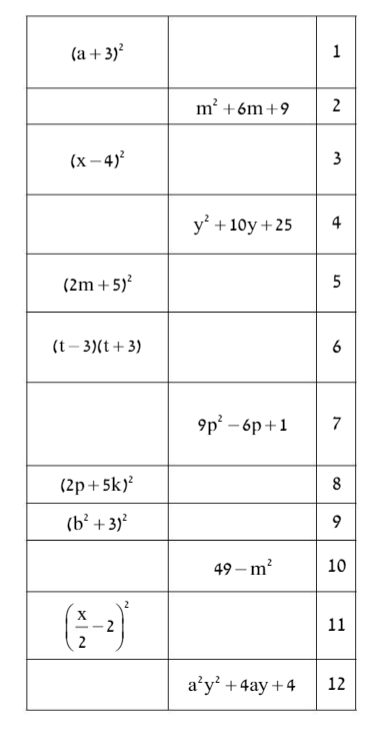 (a + 3)² 1
m² + 6m + 9 2
(x – 4)² 3
y² + 10y + 25 4
(2m + 5)² 5
(t – 3)(t + 3) 6
9p² – 6p + 1 7
(2p + 5k)² 8
(b² + 3)² 9
49 – m² 10
(x/2 – 2)² 11
a²y² + 4ay + 4 12